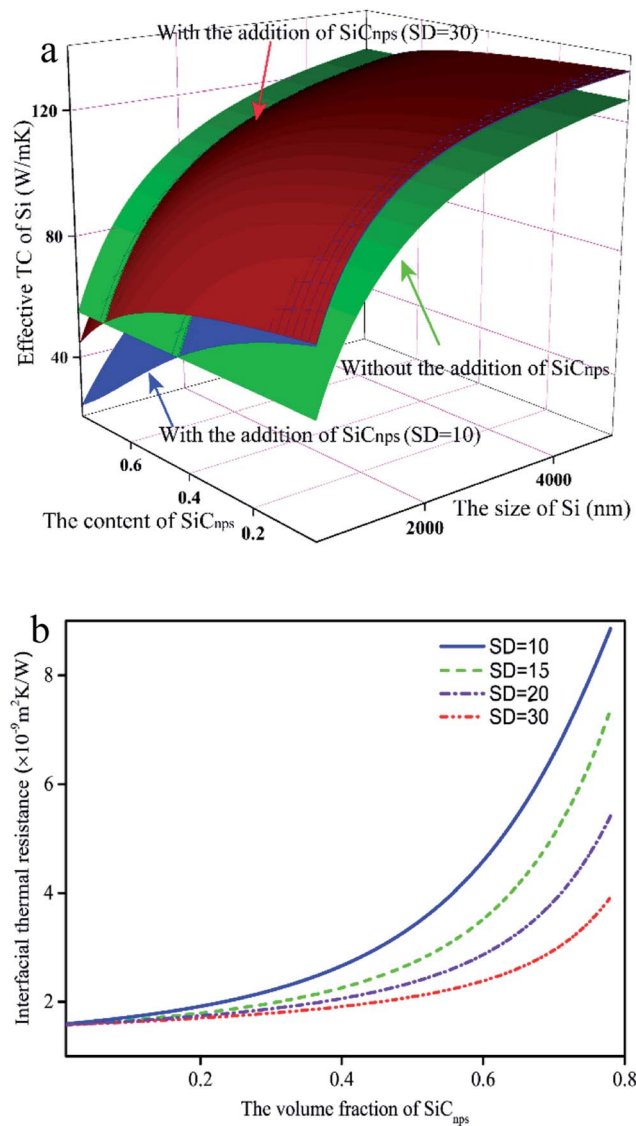 a
With the addition of SiCnps (SD=30)
Effective TC of Si (W/mK)
120
80
40
Without the addition of SiCnps
With the addition of SiCnps (SD=10)
0.6
0.4
0.2
The content of SiCnps
2000
4000
The size of Si (nm)
b
Interfacial thermal resistance (×10⁻⁹m²K/W)
8
6
4
2
SD=10
SD=15
SD=20
SD=30
0.2
0.4
0.6
0.8
The volume fraction of SiCnps